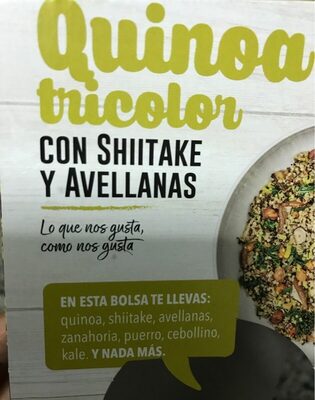 Quinoa
tricolor
CON SHIITAKE
Y AVELLANAS
Lo que nos gusta,
como nos gusta
EN ESTA BOLSA TE LLEVAS:
quinoa, shiitake, avellanas,
zanahoria, puerro, cebollino,
kale. Y NADA MÁS.